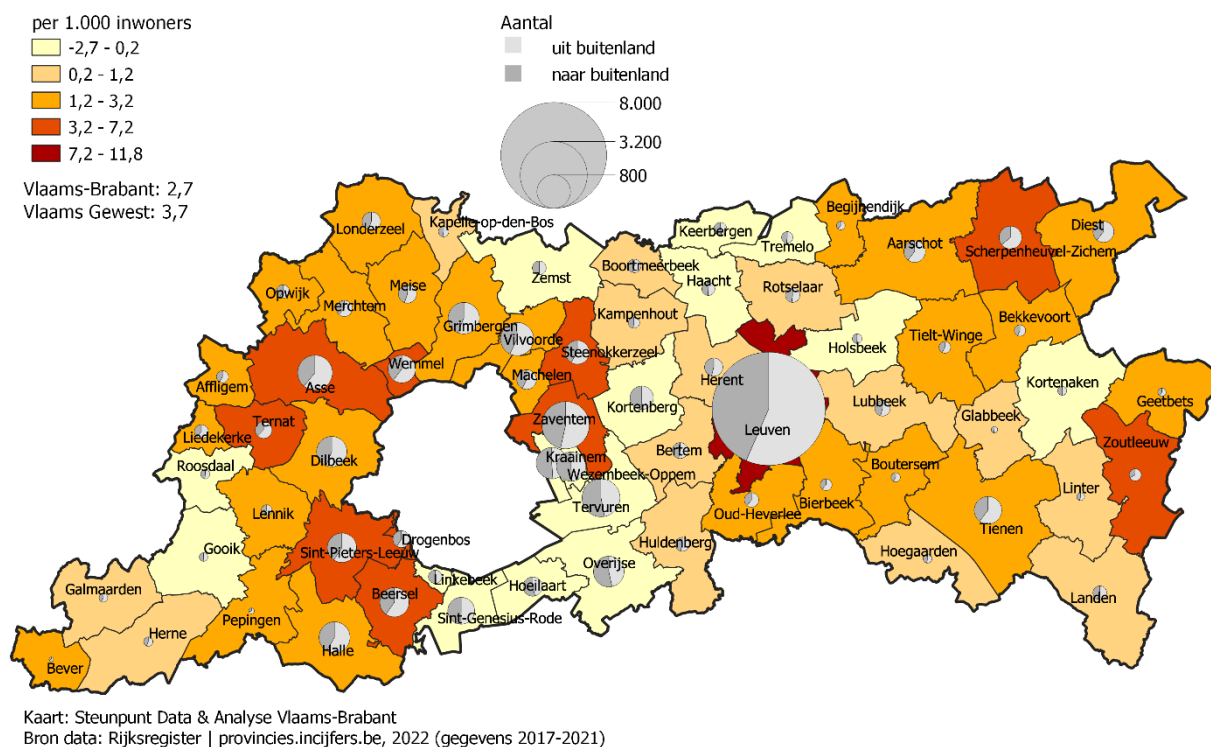 per 1.000 inwoners
-2,7 - 0,2
0,2 - 1,2
1,2 - 3,2
3,2 - 7,2
7,2 - 11,8
Vlaams-Brabant: 2,7
Vlaams Gewest: 3,7
Aantal
uit buitenland
naar buitenland
8.000
3.200
800
Kapelle-op-den-Bos
Londerzeel
Keerbergen
Tremelo
Begijnendijk
Aarschot
Scherpenheuvel-Zichem
Diest
Zemst
Boortmeerbeek
Haacht
Rotselaar
Opwijk
Merchtem
Meise
Grimbergen
Vilvoorde
Kampenhout
Steenokkerzeel
Holsbeek
Tielt-Winge
Bekkevoort
Affligem
Asse
Wemmel
Machelen
Herent
Kortenaken
Geetbets
Ternat
Zaventem
Kortenberg
Leuven
Lubbeek
Glabbeek
Liedekerke
Dilbeek
Kraainem
Bertem
Zoutleeuw
Roosdaal
Wezembeek-Oppem
Boutersem
Linter
Lennik
Tervuren
Oud-Heverlee
Bierbeek
Tienen
Gooik
Sint-Pieters-Leeuw
Drogenbos
Huldenberg
Hoegaarden
Galmaarden
Beersel
Linkebeek
Hoeilaart
Overijse
Landen
Herne
Pepingen
Halle
Sint-Genesius-Rode
Bever
Kaart: Steunpunt Data & Analyse Vlaams-Brabant
Bron data: Rijksregister | provincies.incijfers.be, 2022 (gegevens 2017-2021)